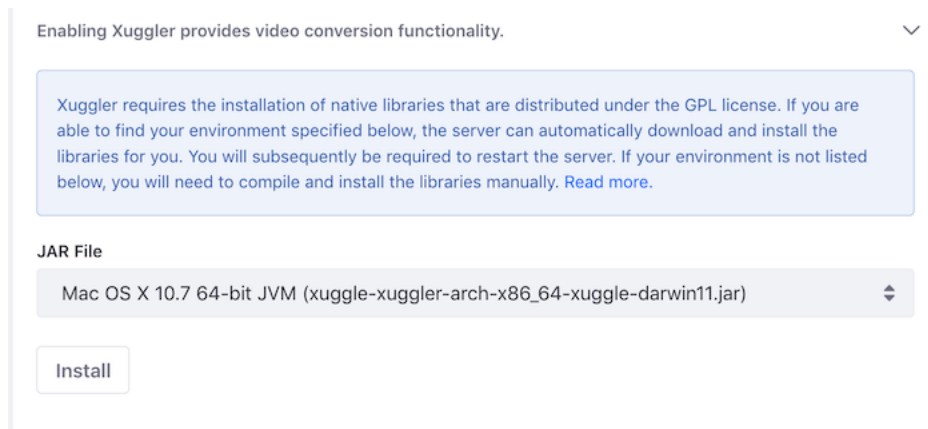 Enabling Xuggler provides video conversion functionality.
Xuggler requires the installation of native libraries that are distributed under the GPL license. If you are
able to find your environment specified below, the server can automatically download and install the
libraries for you. You will subsequently be required to restart the server. If your environment is not listed
below, you will need to compile and install the libraries manually. Read more.
JAR File
Mac OS X 10.7 64-bit JVM (xuggle-xuggler-arch-x86_64-xuggle-darwin11.jar)
Install